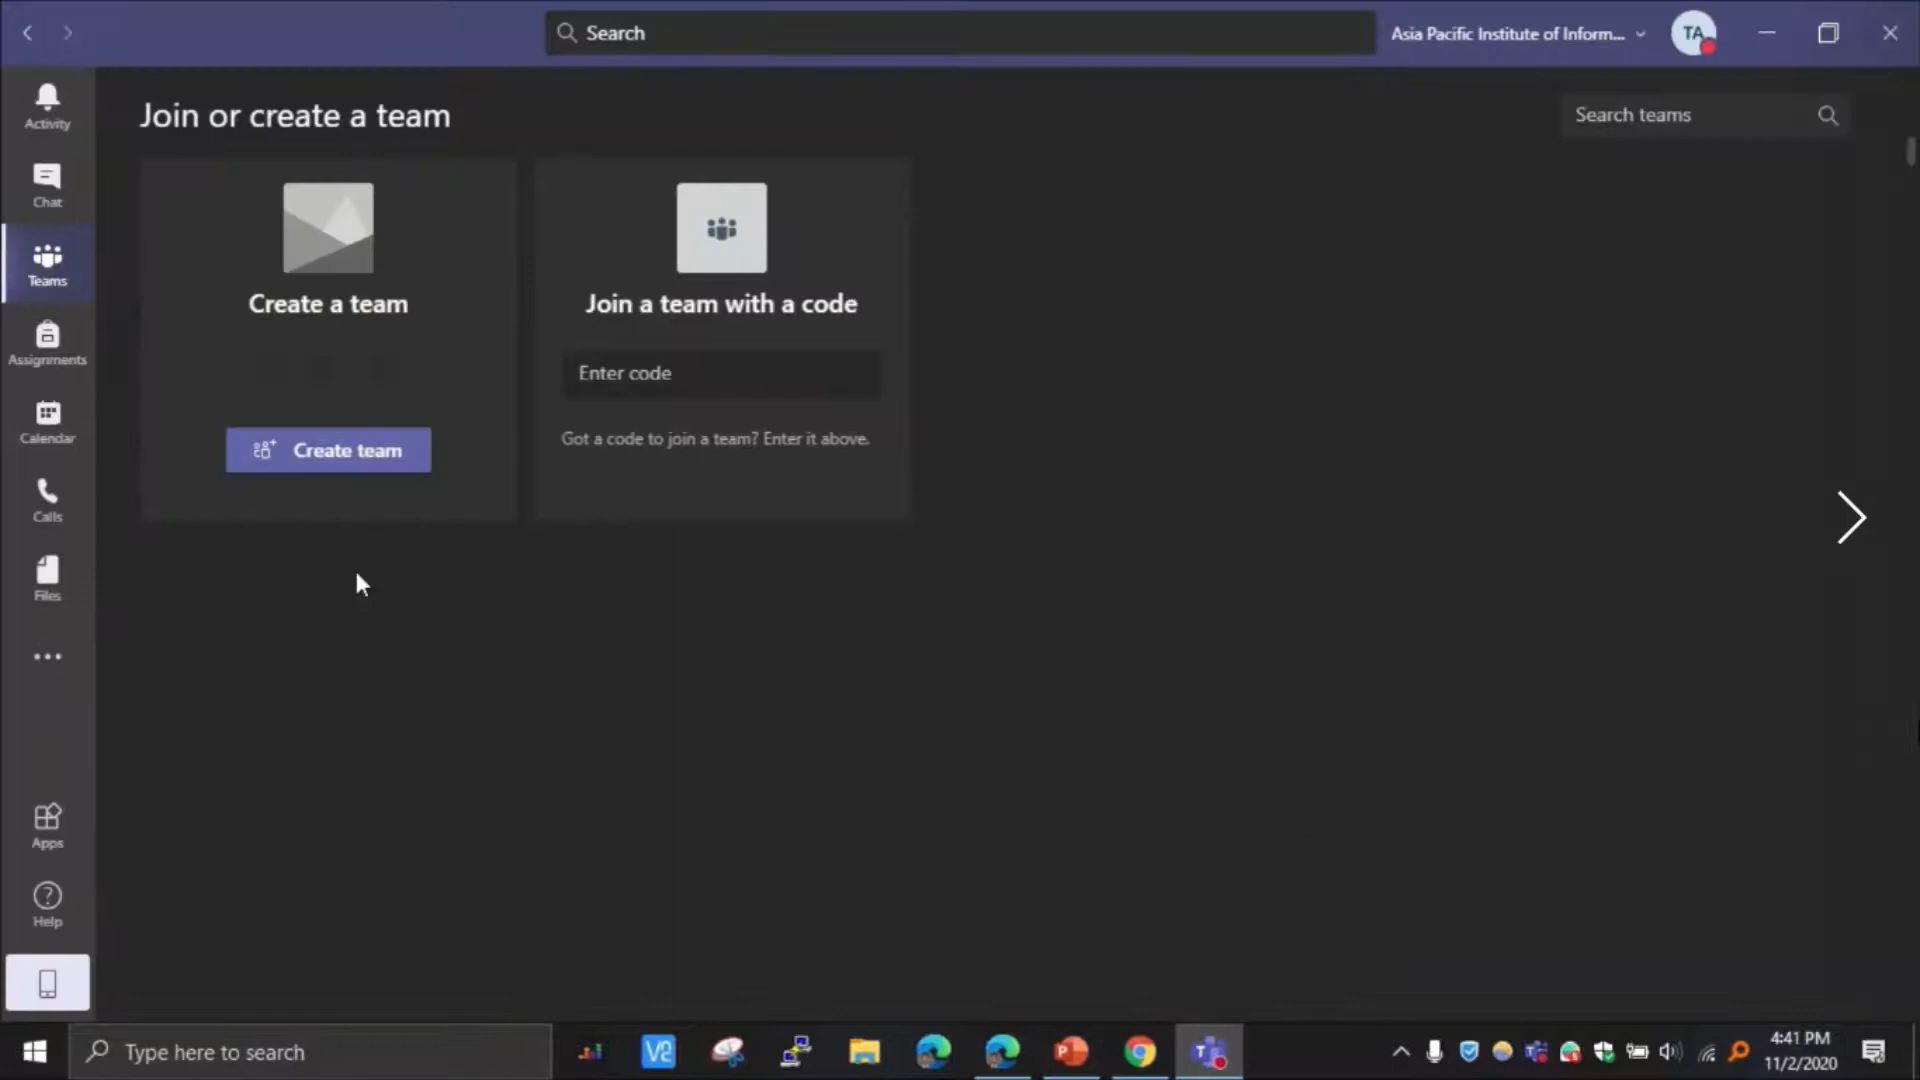 Search
Asia Pacific Institute of Inform...
TA
Activity
Chat
Teams
Assignments
Calendar
Calls
Files
Apps
Help
Join or create a team
Search teams
Create a team
Create team
Join a team with a code
Enter code
Got a code to join a team? Enter it above.
Type here to search
4:41 PM
11/2/2020